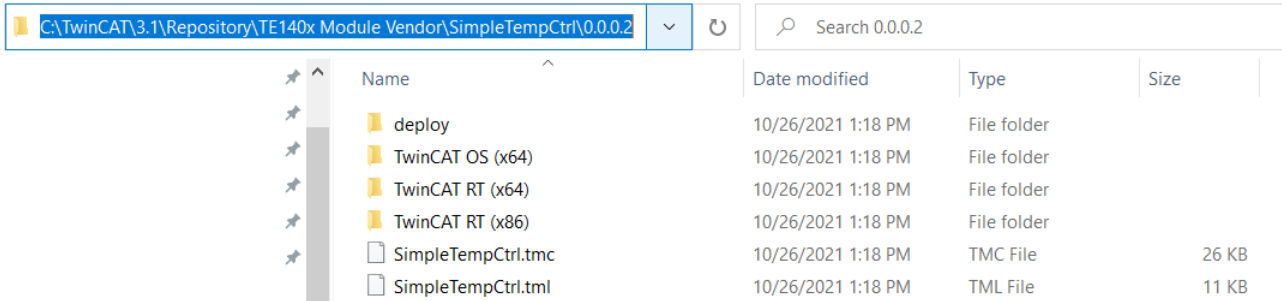 C:\TwinCAT\3.1\Repository\TE140x Module Vendor\SimpleTempCtrl\0.0.0.2 Search 0.0.0.2
Name Date modified Type Size
deploy 10/26/2021 1:18 PM File folder
TwinCAT OS (x64) 10/26/2021 1:18 PM File folder
TwinCAT RT (x64) 10/26/2021 1:18 PM File folder
TwinCAT RT (x86) 10/26/2021 1:18 PM File folder
SimpleTempCtrl.tmc 10/26/2021 1:18 PM TMC File 26 KB
SimpleTempCtrl.tml 10/26/2021 1:18 PM TML File 11 KB